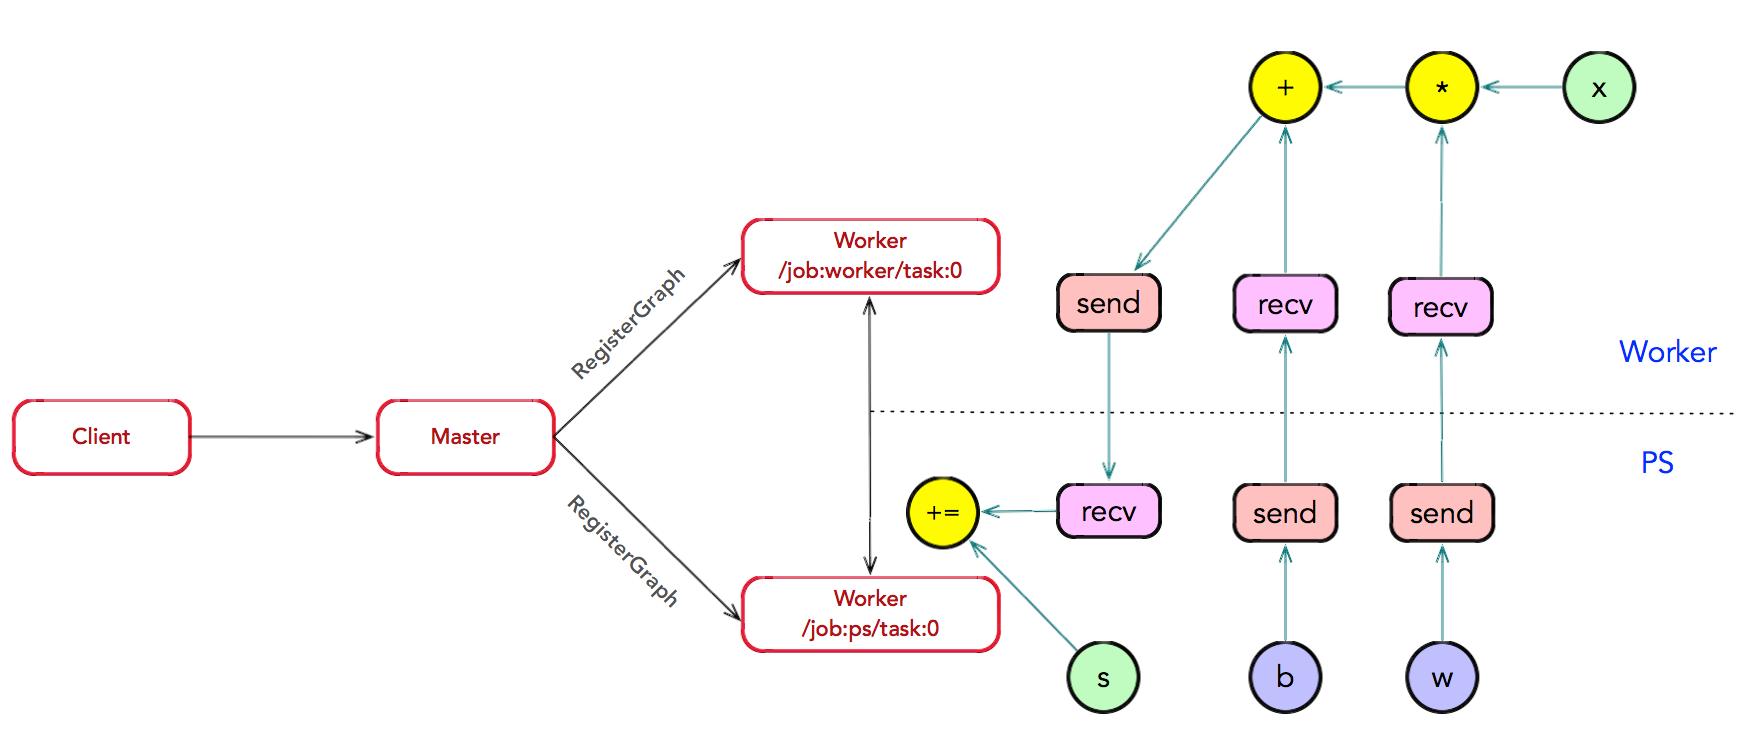 Client
Master
RegisterGraph
RegisterGraph
Worker
/job:worker/task:0
Worker
/job:ps/task:0
+
*
x
send
recv
recv
Worker
PS
+=
recv
send
send
s
b
w